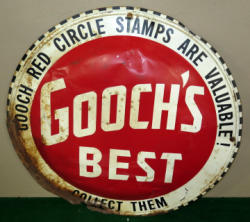 GOOCH RED CIRCLE STAMPS ARE VALUABLE!
GOOCH'S
BEST
COLLECT THEM